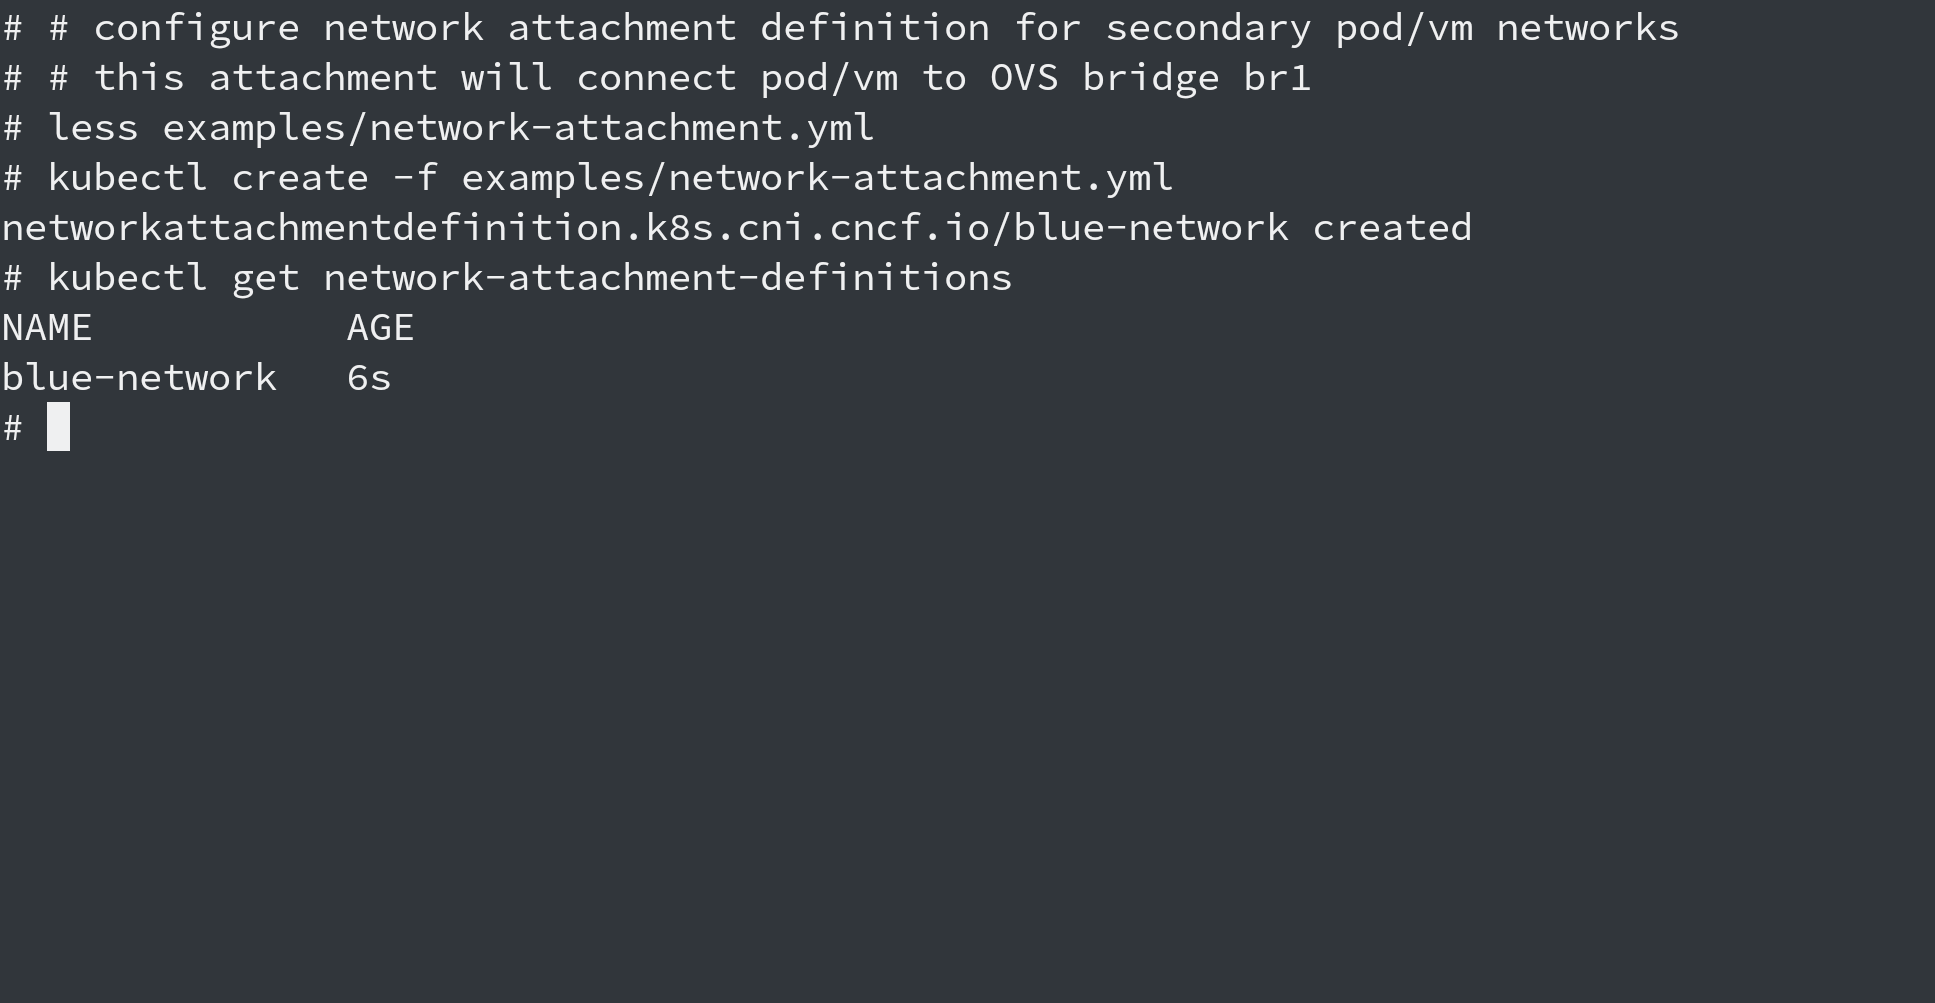 # # configure network attachment definition for secondary pod/vm networks
# # this attachment will connect pod/vm to OVS bridge br1
# less examples/network-attachment.yml
# kubectl create -f examples/network-attachment.yml
networkattachmentdefinition.k8s.cni.cncf.io/blue-network created
# kubectl get network-attachment-definitions
NAME           AGE
blue-network   6s
#